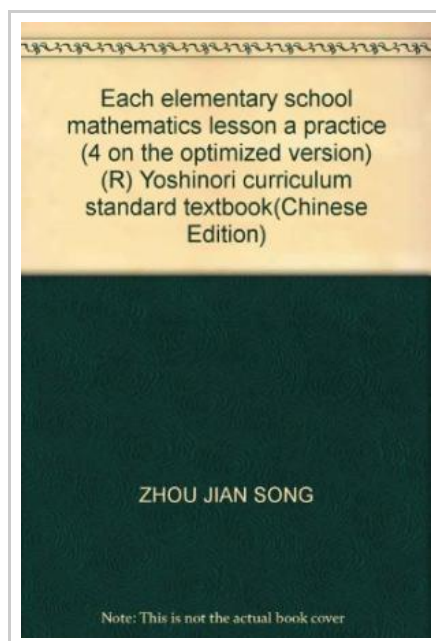 Each elementary school
mathematics lesson a practice
(4 on the optimized version)
(R) Yoshinori curriculum
standard textbook(Chinese
Edition)
ZHOU JIAN SONG
Note: This is not the actual book cover